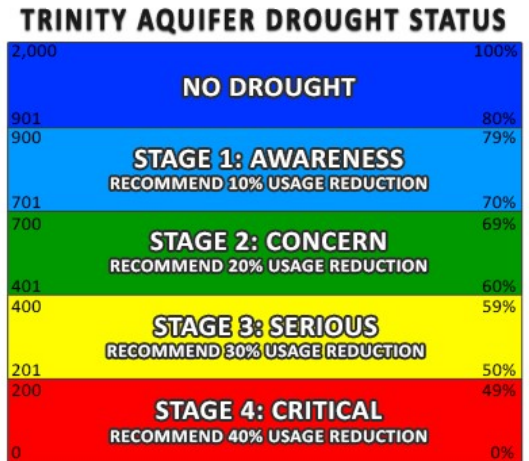 TRINITY AQUIFER DROUGHT STATUS
2,000 100%
NO DROUGHT
901 80%
900 79%
STAGE 1: AWARENESS
RECOMMEND 10% USAGE REDUCTION
701 70%
700 69%
STAGE 2: CONCERN
RECOMMEND 20% USAGE REDUCTION
401 60%
400 59%
STAGE 3: SERIOUS
RECOMMEND 30% USAGE REDUCTION
201 50%
200 49%
STAGE 4: CRITICAL
RECOMMEND 40% USAGE REDUCTION
0 0%